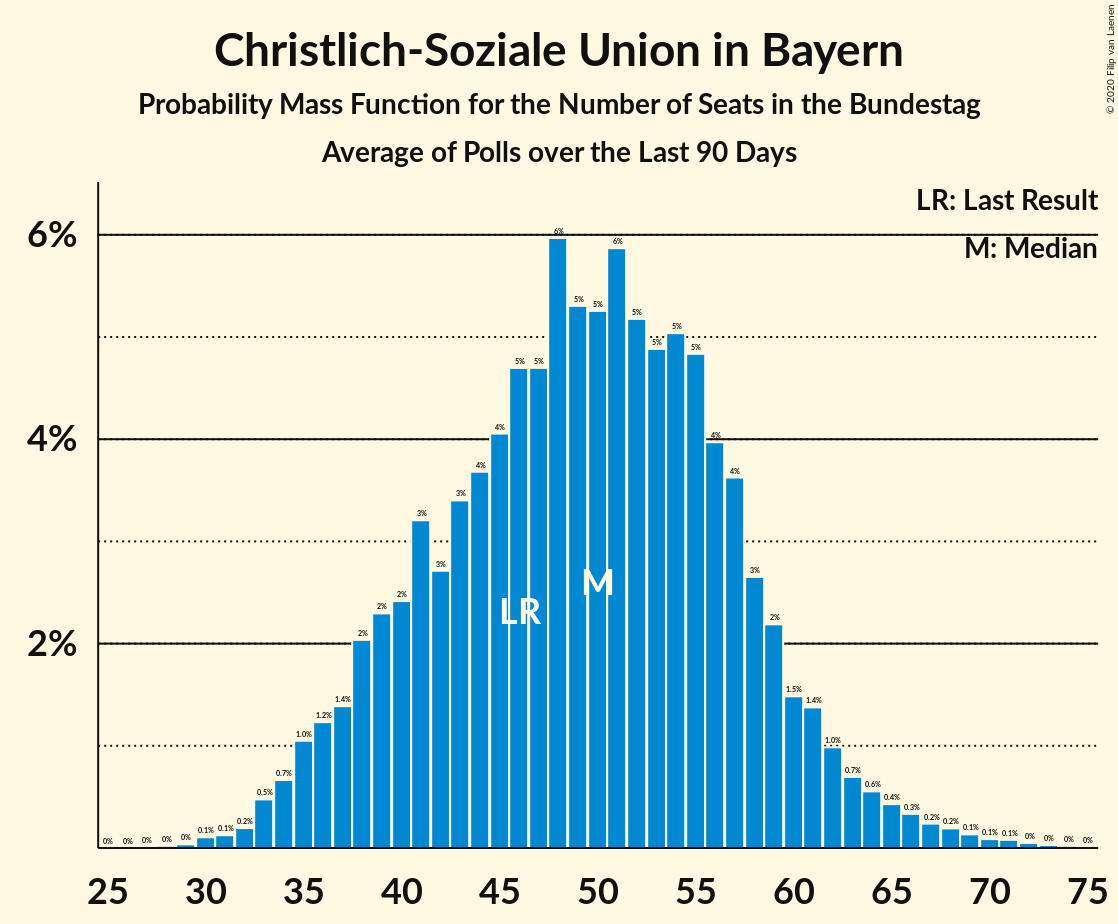 Christlich-Soziale Union in Bayern
Probability Mass Function for the Number of Seats in the Bundestag
Average of Polls over the Last 90 Days
© 2020 Filip van Laenen
LR: Last Result
M: Median
6%
4%
2%
0% 0% 0% 0% 0% 0.1% 0.1% 0.2% 0.5% 0.7% 1.0% 1.2% 1.4% 2% 2% 2% 3% 3% 3% 4% 4% 5% 5% 6% 5% 5% 6% 5% 5% 5% 5% 4% 4% 3% 2% 1.5% 1.4% 1.0% 0.7% 0.6% 0.4% 0.3% 0.2% 0.2% 0.1% 0.1% 0.1% 0% 0% 0% 0%
LR M
25 30 35 40 45 50 55 60 65 70 75